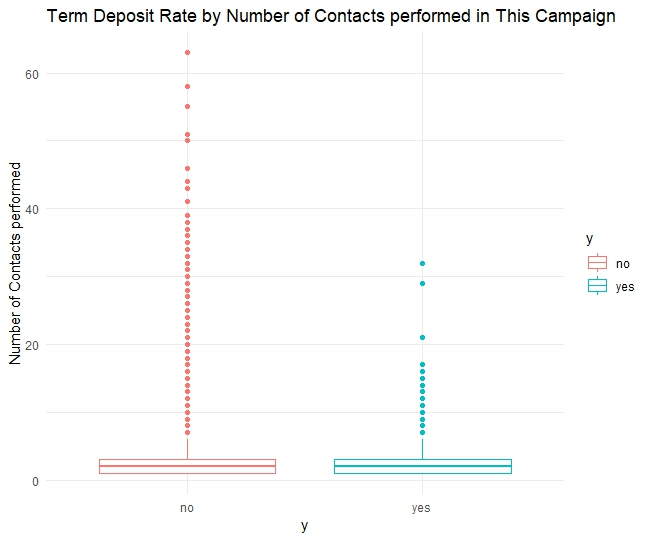 Term Deposit Rate by Number of Contacts performed in This Campaign
Number of Contacts performed
60
40
20
0
no
yes
y
y
no
yes